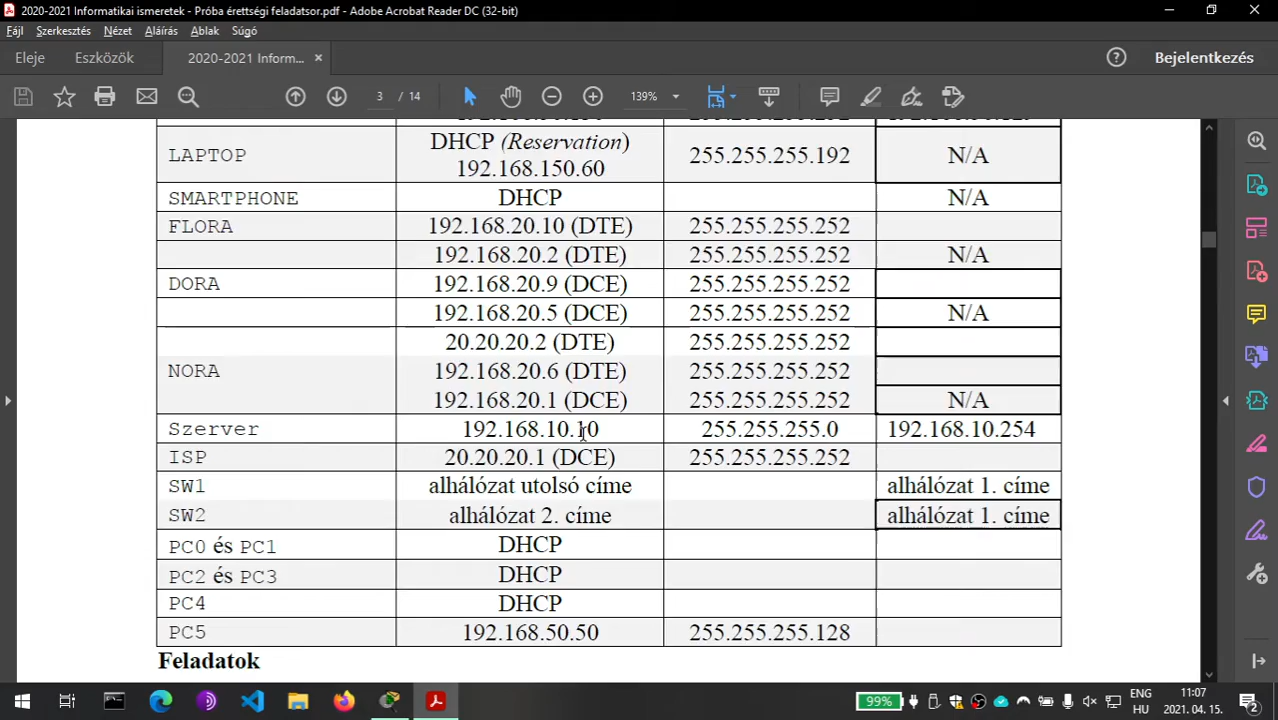 2020-2021 Informatikai ismeretek - Próba érettségi feladatsor.pdf - Adobe Acrobat Reader DC (32-bit)
Fájl Szerkesztés Nézet Aláírás Ablak Súgó
Eleje Eszközök 2020-2021 Inform... Bejelentkezés
3 / 14 139%
LAPTOP DHCP (Reservation) 255.255.255.192 N/A
192.168.150.60
SMARTPHONE DHCP N/A
FLORA 192.168.20.10 (DTE) 255.255.255.252
192.168.20.2 (DTE) 255.255.255.252 N/A
DORA 192.168.20.9 (DCE) 255.255.255.252
192.168.20.5 (DCE) 255.255.255.252 N/A
20.20.20.2 (DTE) 255.255.255.252
NORA 192.168.20.6 (DTE) 255.255.255.252
192.168.20.1 (DCE) 255.255.255.252 N/A
Szerver 192.168.10.10 255.255.255.0 192.168.10.254
ISP 20.20.20.1 (DCE) 255.255.255.252
SW1 alhálózat utolsó címe alhálózat 1. címe
SW2 alhálózat 2. címe alhálózat 1. címe
PC0 és PC1 DHCP
PC2 és PC3 DHCP
PC4 DHCP
PC5 192.168.50.50 255.255.255.128
Feladatok
99% ENG 11:07
HU 2021. 04. 15. 2